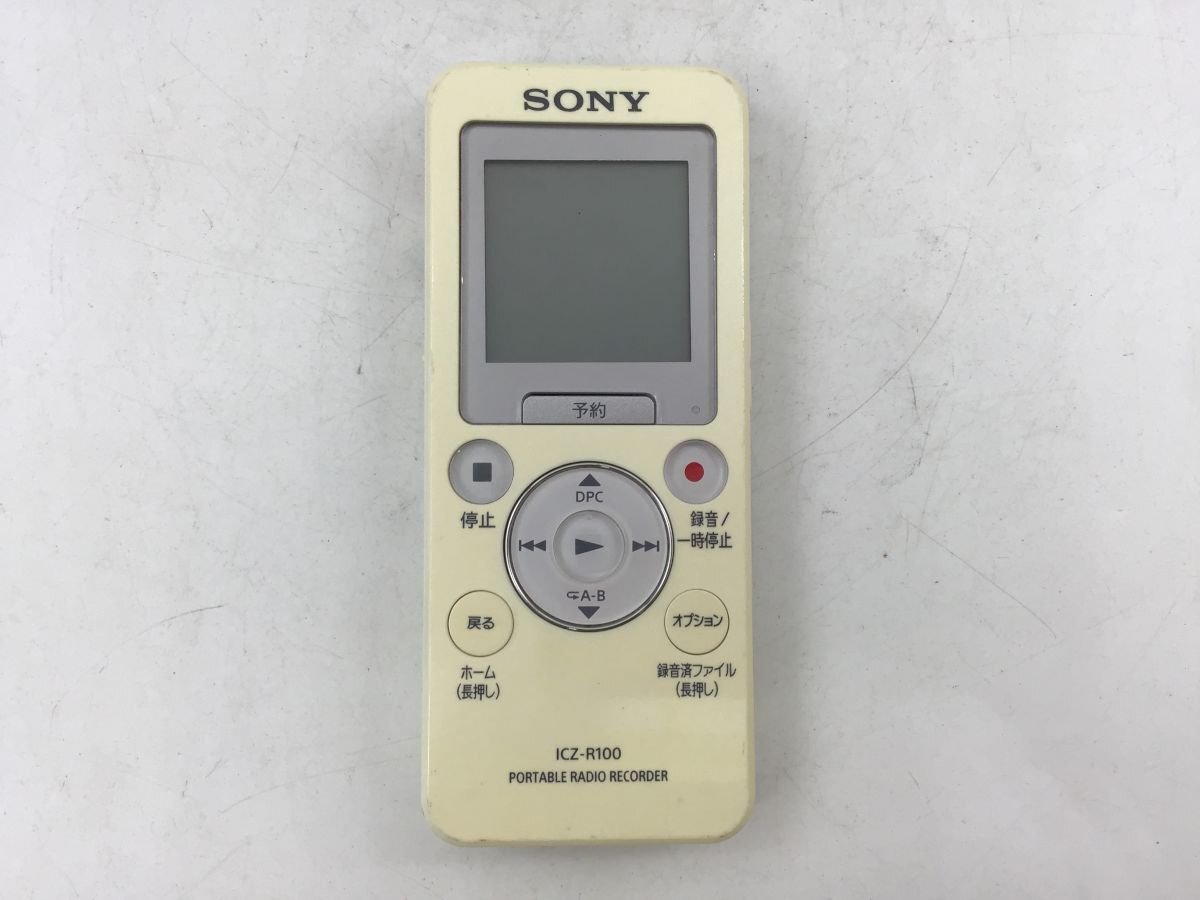 SONY
予約
DPC
停止
録音/
一時停止
A-B
戻る
オプション
ホーム
(長押し)
録音済ファイル
(長押し)
ICZ-R100
PORTABLE RADIO RECORDER